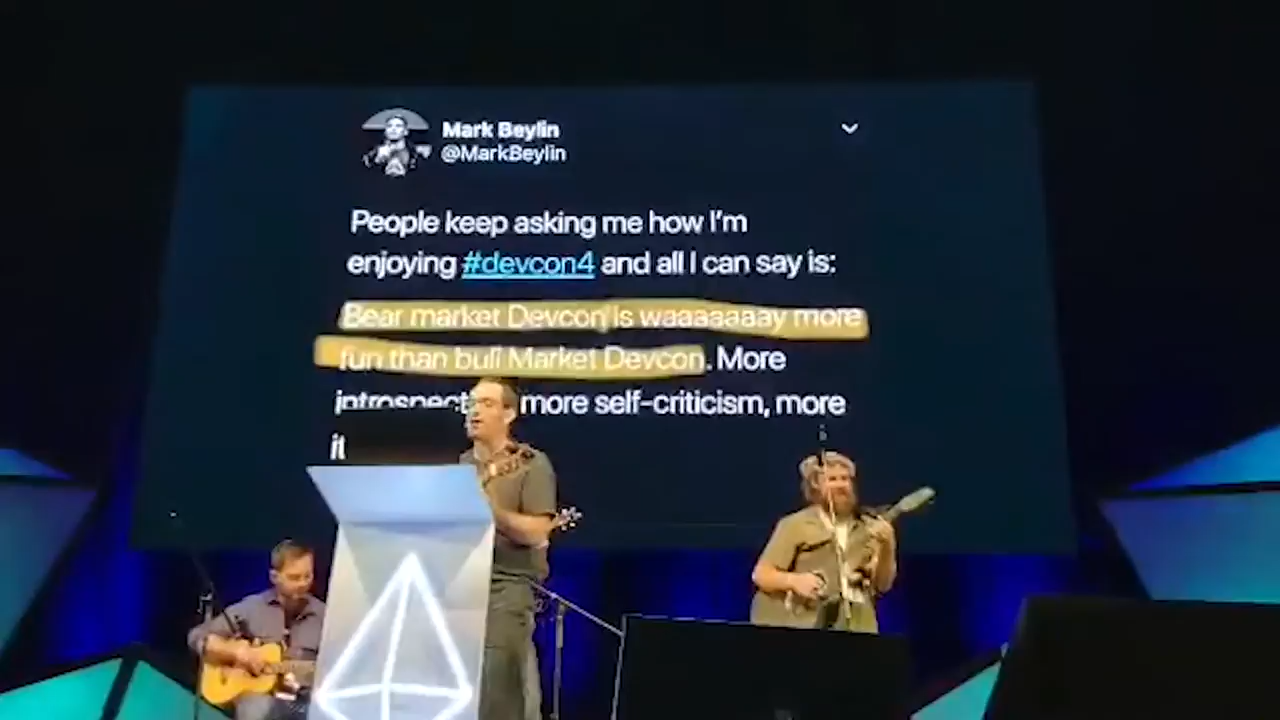 Mark Beylin
@MarkBeylin
People keep asking me how I'm
enjoying #devcon4 and all I can say is:
Bear market Devcon is waaaaaaay more
fun than bull Market Devcon. More
more self-criticism, more